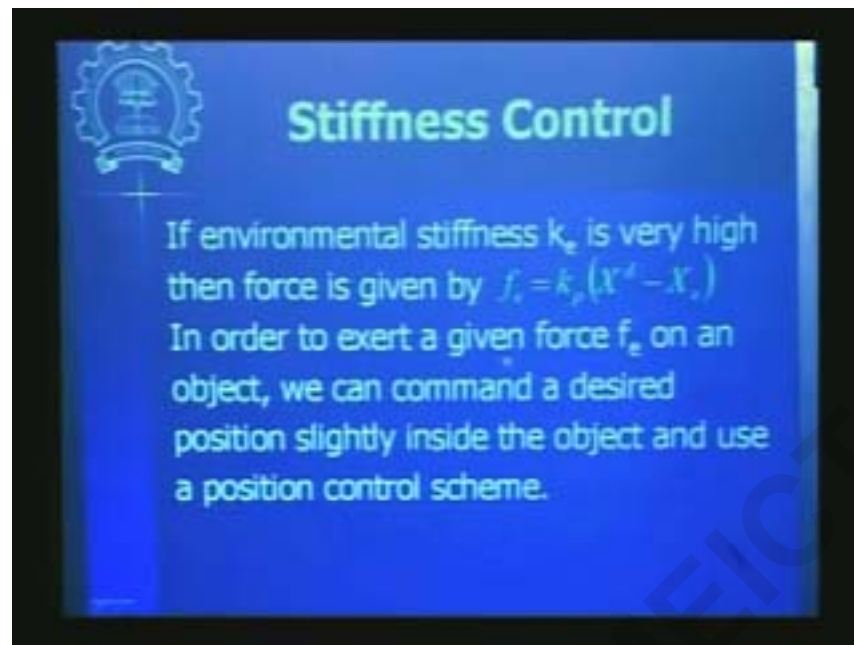 Stiffness Control
If environmental stiffness kₑ is very high
then force is given by fₑ = kₚ(Xᵈ − Xₑ)
In order to exert a given force fₑ on an
object, we can command a desired
position slightly inside the object and use
a position control scheme.
EICT